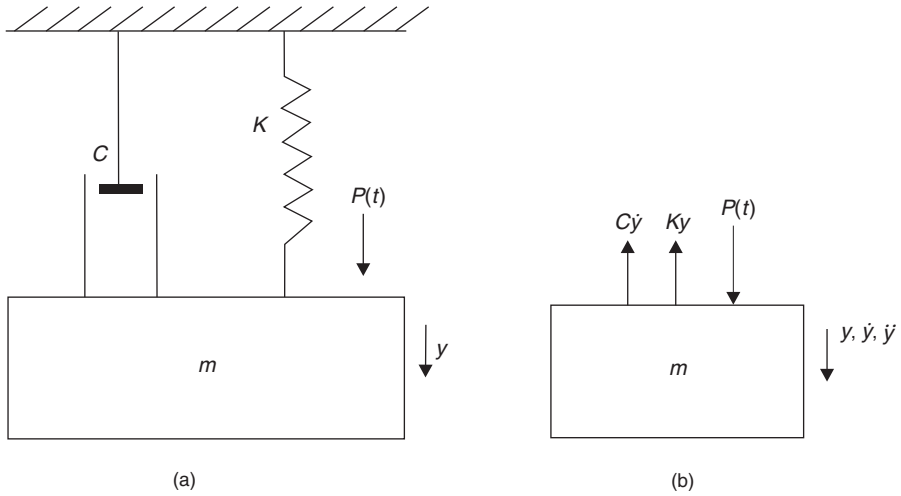 C
K
P(t)
m
y
(a)
Cẏ Ky P(t)
m
y, ẏ, ÿ
(b)